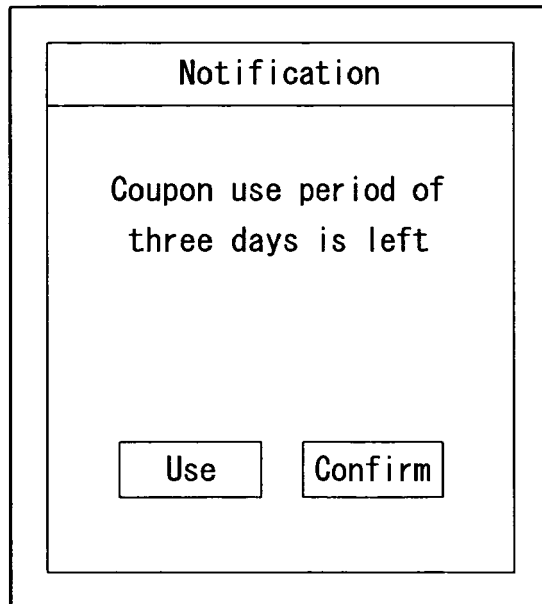 Notification
Coupon use period of
three days is left
Use
Confirm